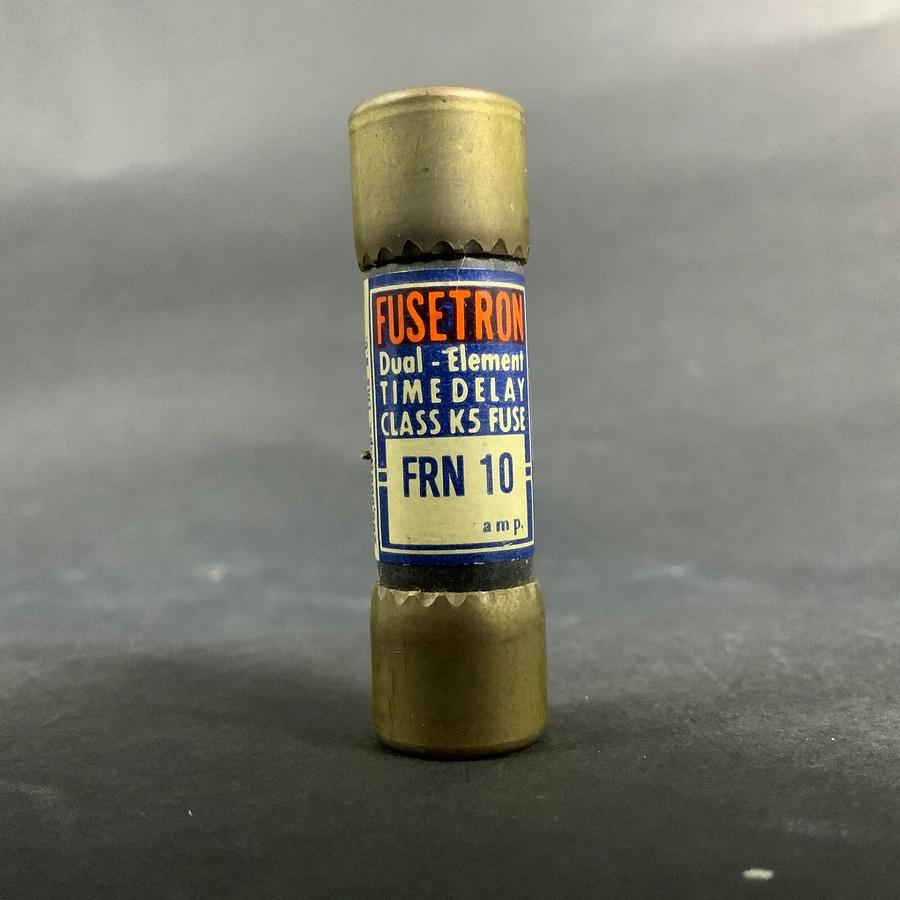 FUSETRON
Dual - Element
TIME DELAY
CLASS K5 FUSE
FRN 10
amp.